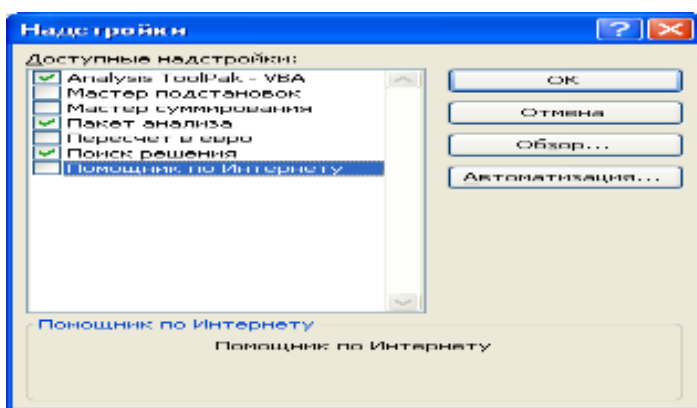 Надстройки
Доступные надстройки:
Analysis ToolPak - VBA
Мастер подстановок
Мастер суммирования
Пакет анализа
Пересчет в евро
Поиск решения
Помощник по Интернету
ОК
Отмена
Обзор...
Автоматизация...
Помощник по Интернету
Помощник по Интернету